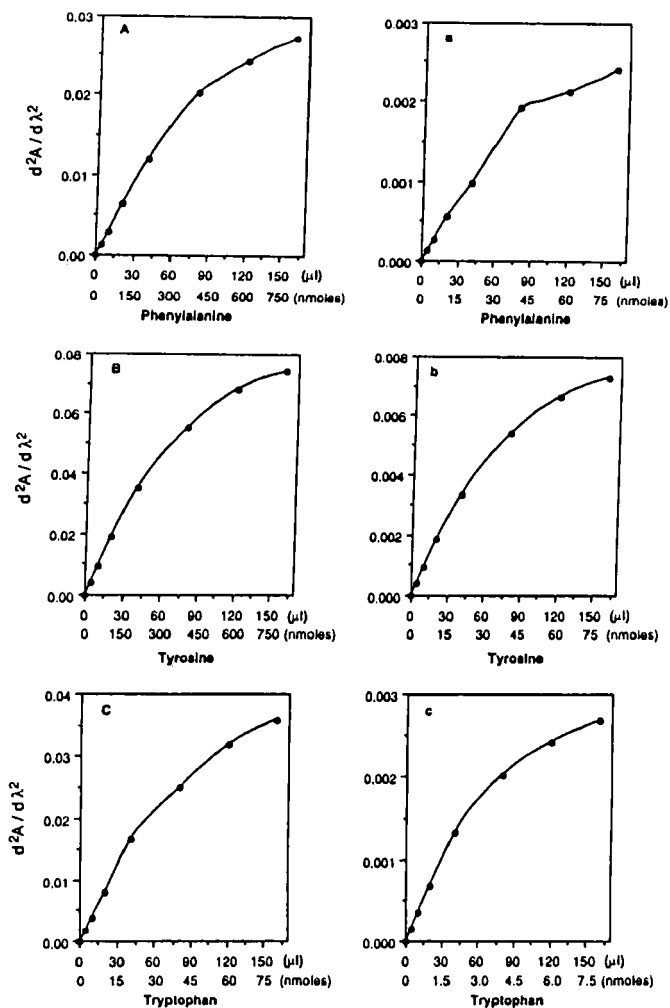 A
d²A / dλ²
0.03
0.02
0.01
0.00
0 30 60 90 120 150 (µl)
0 150 300 450 600 750 (nmoles)
Phenylalanine
a
0.003
0.002
0.001
0.000
0 30 60 90 120 150 (µl)
0 15 30 45 60 75 (nmoles)
Phenylalanine
B
d²A / dλ²
0.08
0.06
0.04
0.02
0.00
0 30 60 90 120 150 (µl)
0 150 300 450 600 750 (nmoles)
Tyrosine
b
0.008
0.006
0.004
0.002
0.000
0 30 60 90 120 150 (µl)
0 15 30 45 60 75 (nmoles)
Tyrosine
C
d²A / dλ²
0.04
0.03
0.02
0.01
0.00
0 30 60 90 120 150 (µl)
0 15 30 45 60 75 (nmoles)
Tryptophan
c
0.003
0.002
0.001
0.000
0 30 60 90 120 150 (µl)
0 1.5 3.0 4.5 6.0 7.5 (nmoles)
Tryptophan